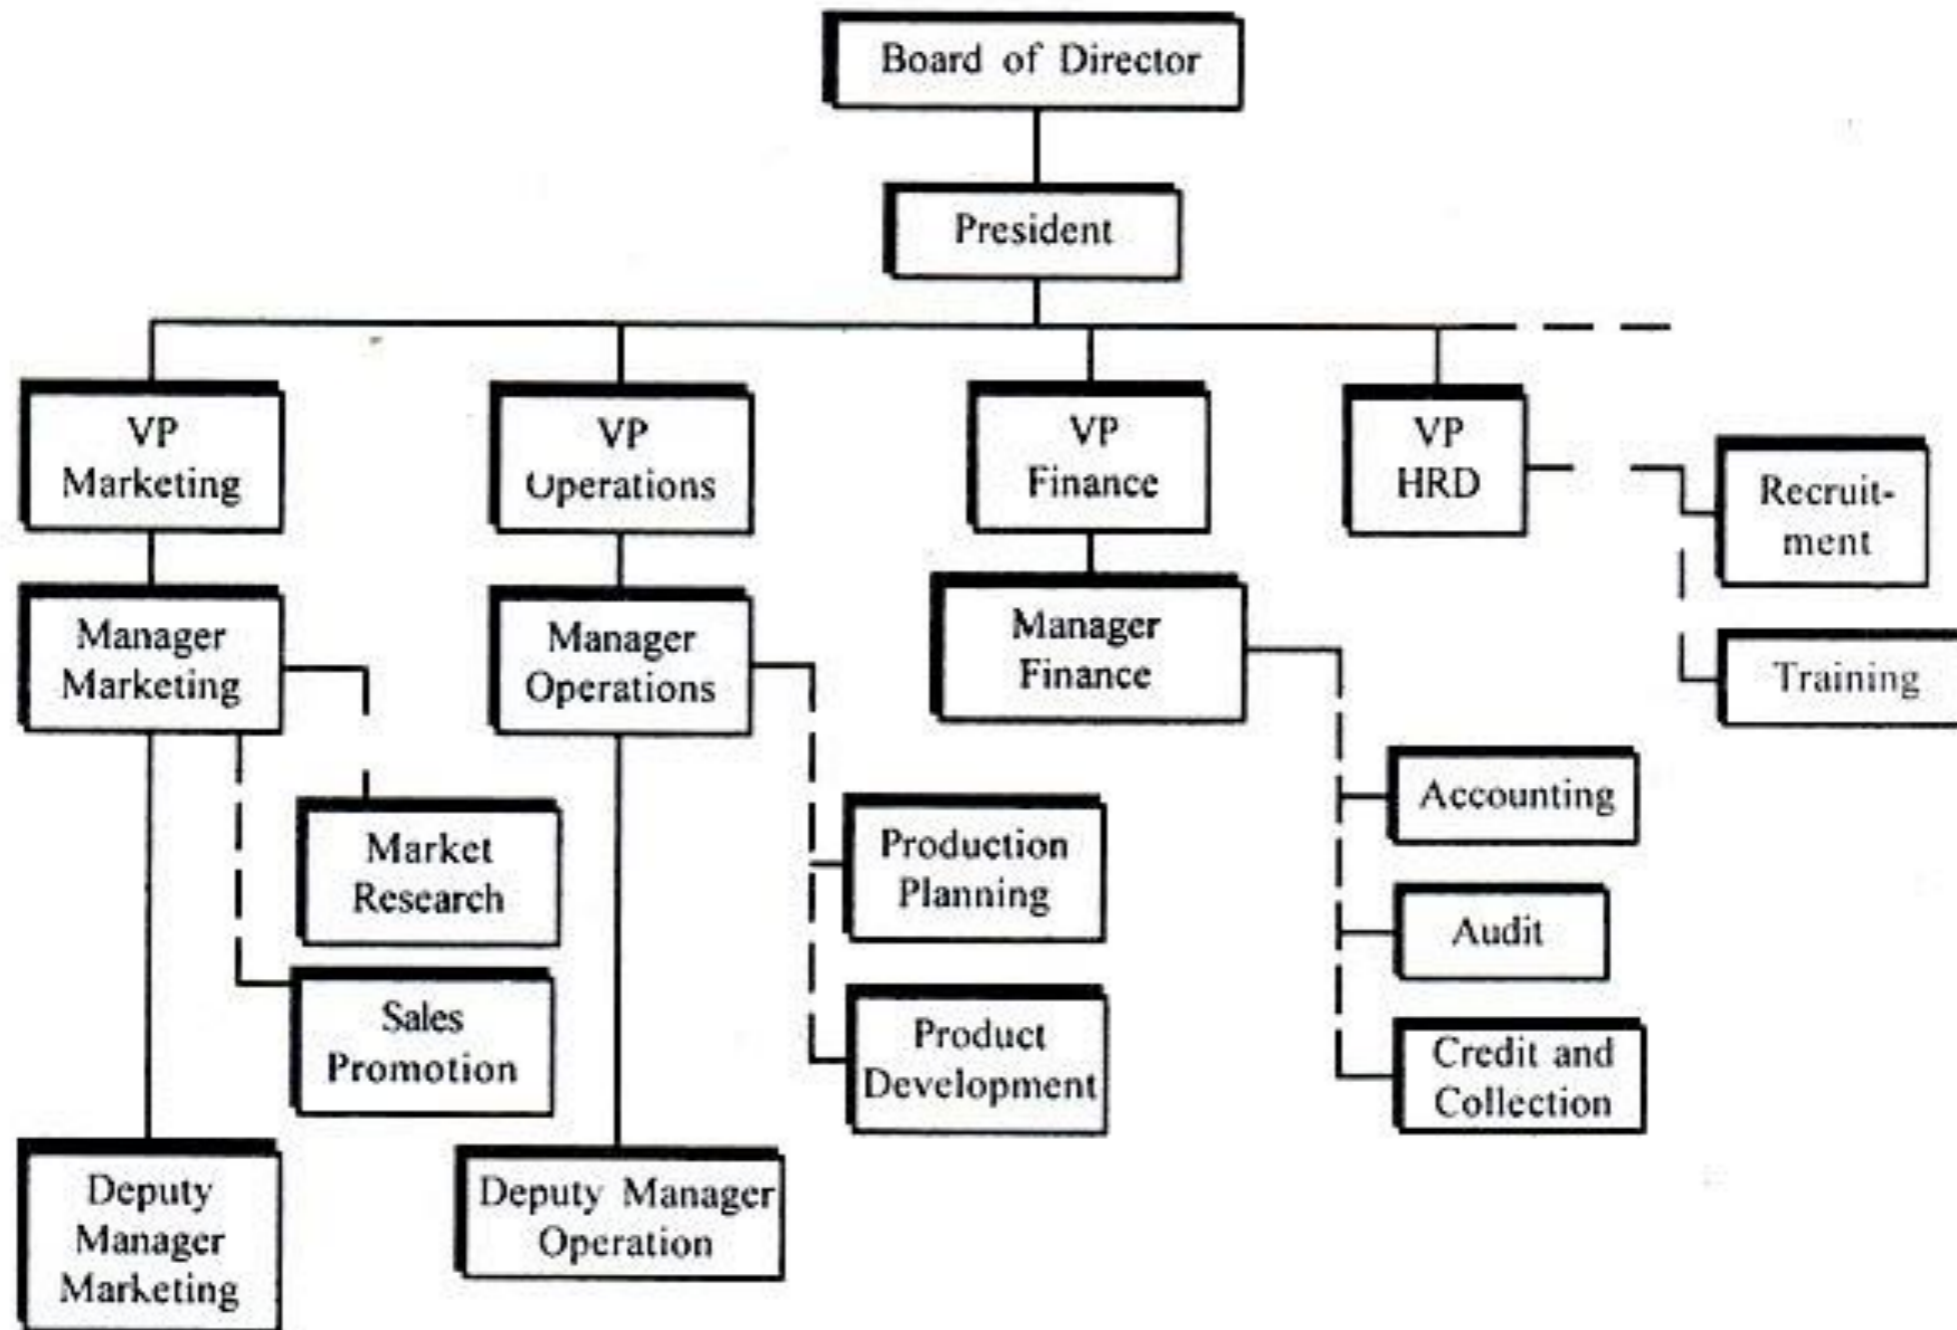 Board of Director
President
VP
Marketing
VP
Operations
VP
Finance
VP
HRD
Recruit-
ment
Training
Manager
Marketing
Manager
Operations
Manager
Finance
Accounting
Audit
Credit and
Collection
Market
Research
Sales
Promotion
Production
Planning
Product
Development
Deputy
Manager
Marketing
Deputy Manager
Operation